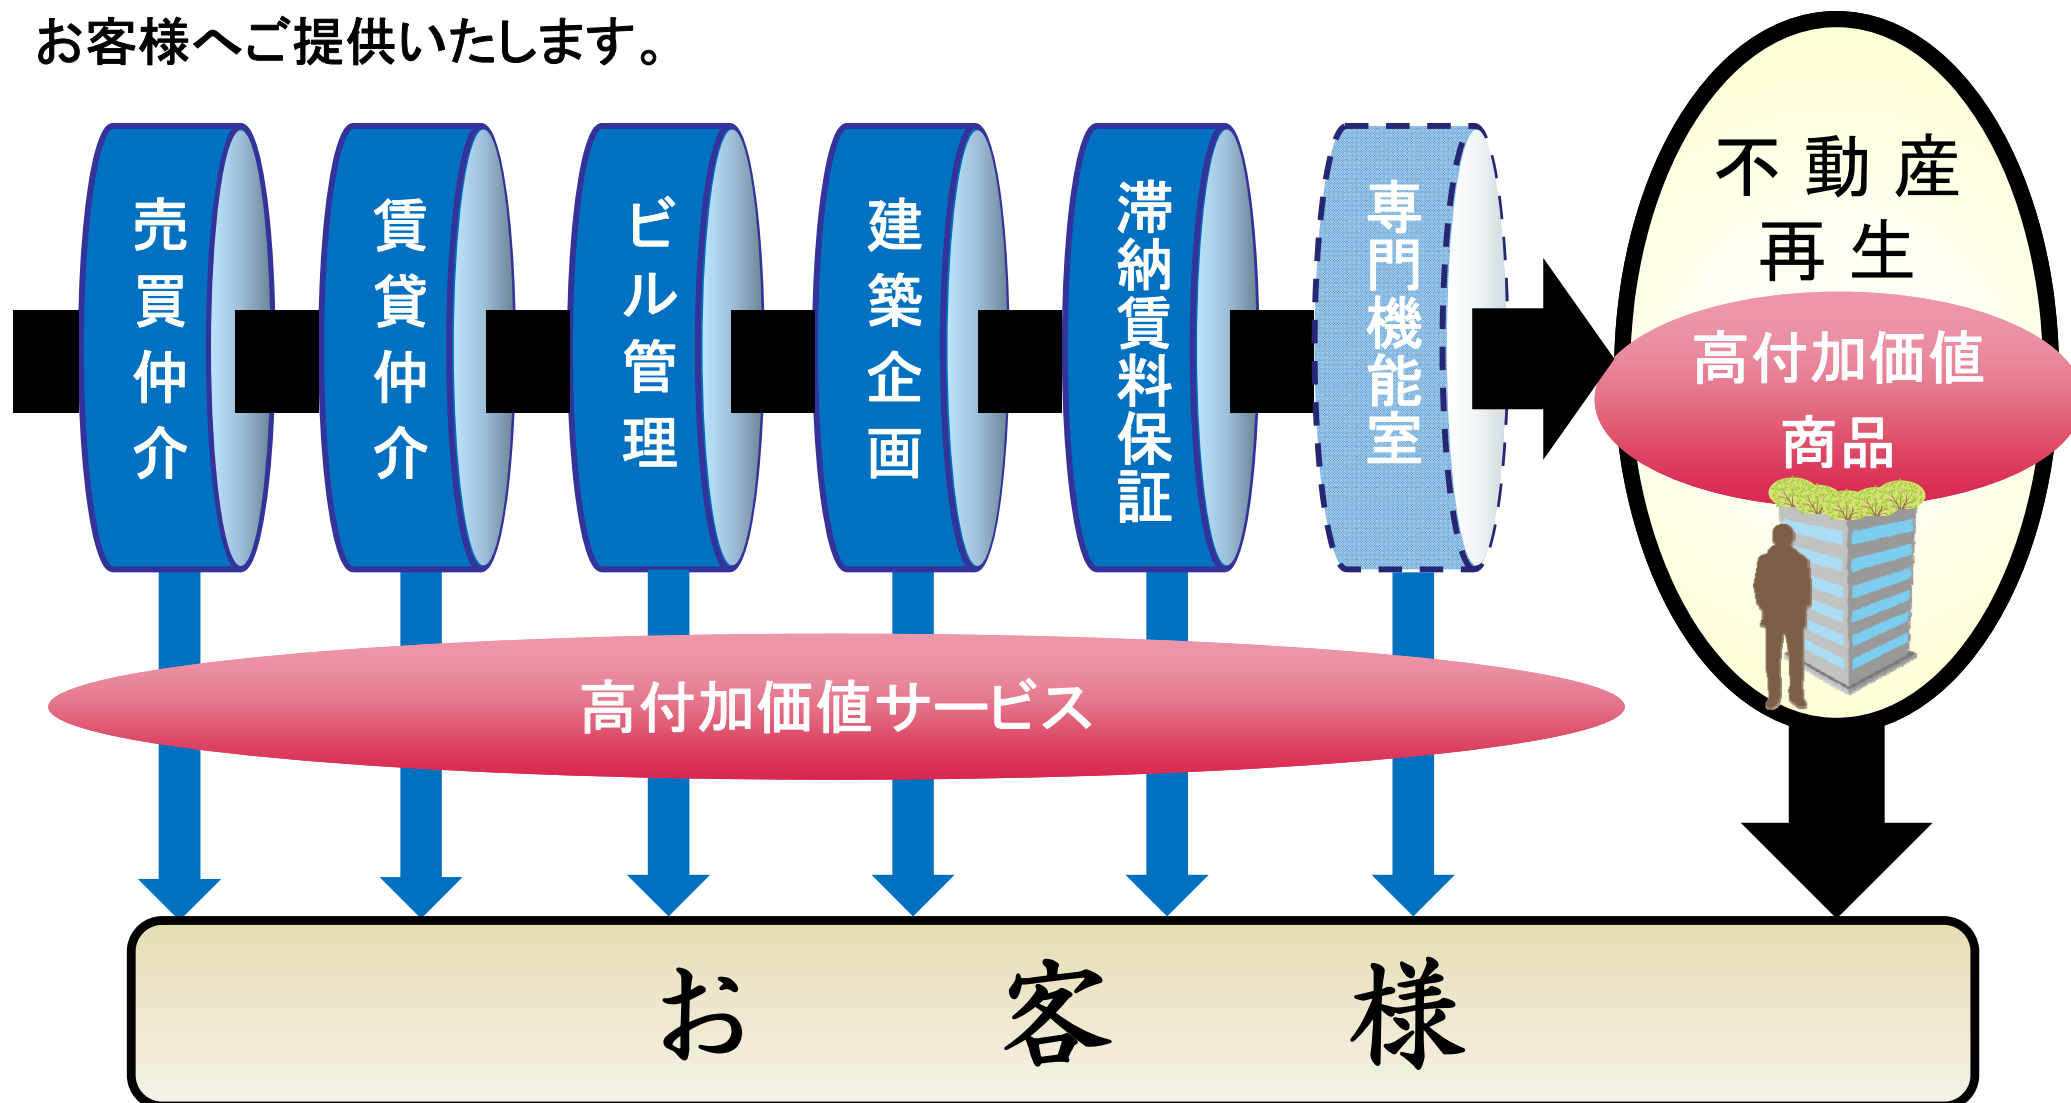 お客様へご提供いたします。
売買仲介
賃貸仲介
ビル管理
建築企画
滞納賃料保証
専門機能室
不動産
再生
高付加価値
商品
高付加価値サービス
お客様